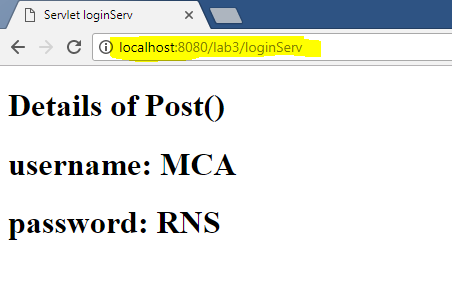 Servlet loginServ
localhost:8080/lab3/loginServ
Details of Post()
username: MCA
password: RNS